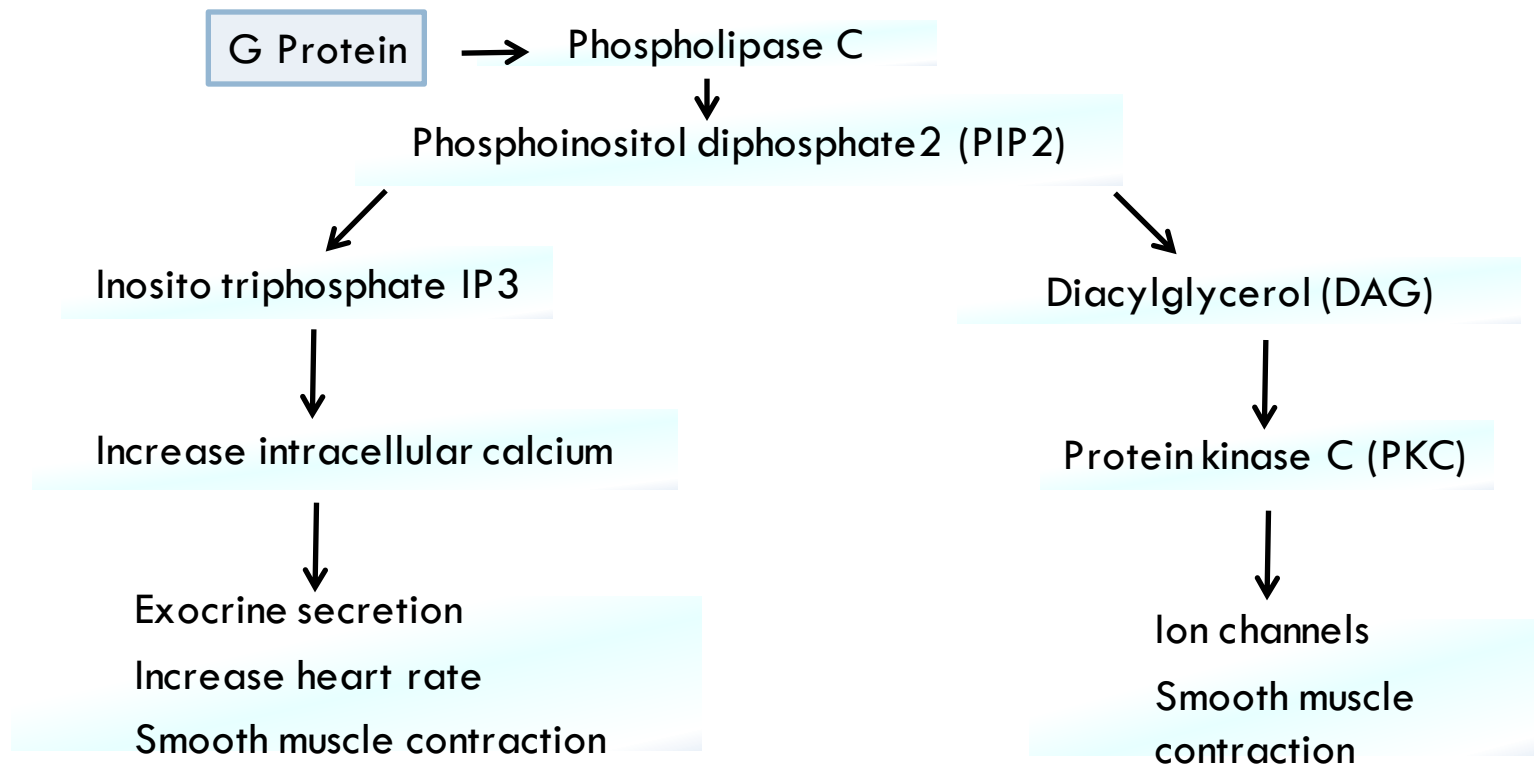 G Protein
Phospholipase C
Phosphoinositol diphosphate2 (PIP2)
Inosito triphosphate IP3
Diacylglycerol (DAG)
Increase intracellular calcium
Protein kinase C (PKC)
Exocrine secretion
Increase heart rate
Smooth muscle contraction
Ion channels
Smooth muscle
contraction